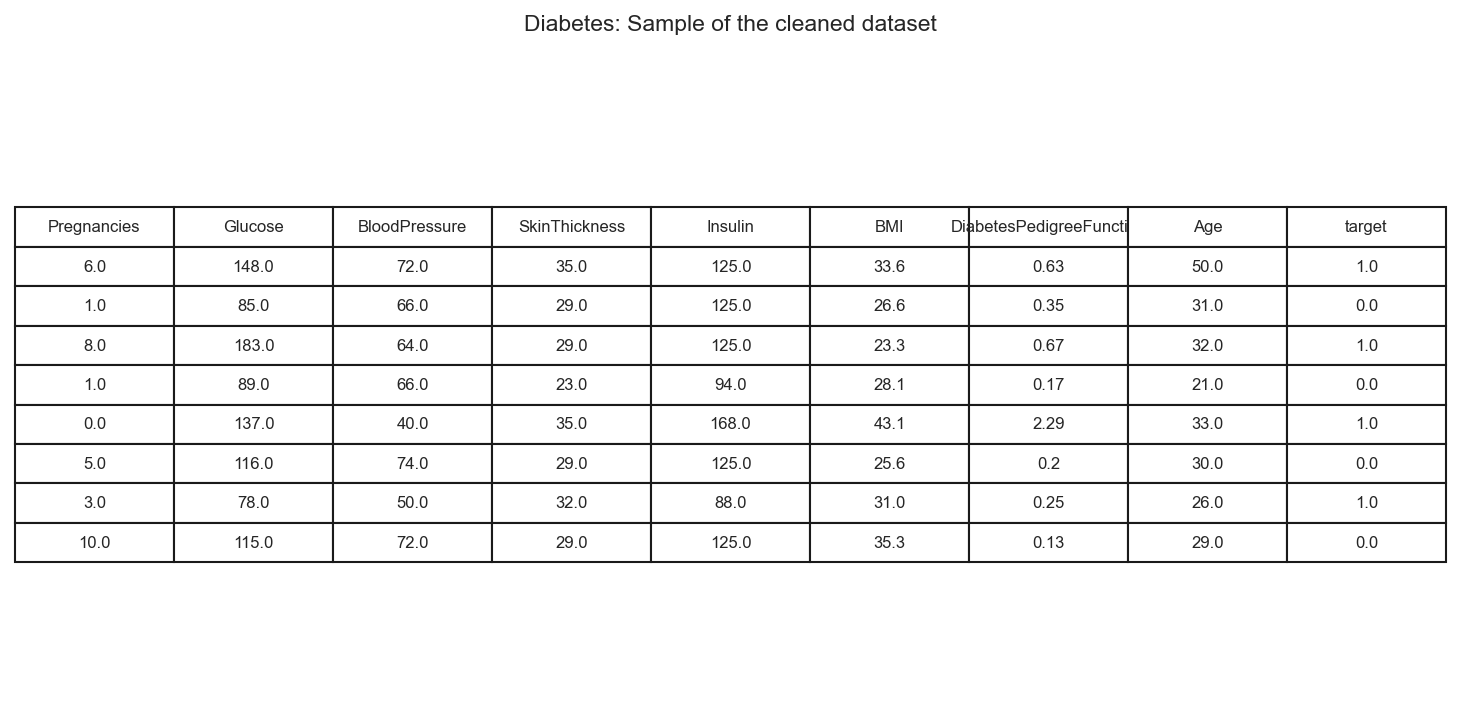 Diabetes: Sample of the cleaned dataset
Pregnancies Glucose BloodPressure SkinThickness Insulin BMI DiabetesPedigreeFuncti Age target
6.0 148.0 72.0 35.0 125.0 33.6 0.63 50.0 1.0
1.0 85.0 66.0 29.0 125.0 26.6 0.35 31.0 0.0
8.0 183.0 64.0 29.0 125.0 23.3 0.67 32.0 1.0
1.0 89.0 66.0 23.0 94.0 28.1 0.17 21.0 0.0
0.0 137.0 40.0 35.0 168.0 43.1 2.29 33.0 1.0
5.0 116.0 74.0 29.0 125.0 25.6 0.2 30.0 0.0
3.0 78.0 50.0 32.0 88.0 31.0 0.25 26.0 1.0
10.0 115.0 72.0 29.0 125.0 35.3 0.13 29.0 0.0